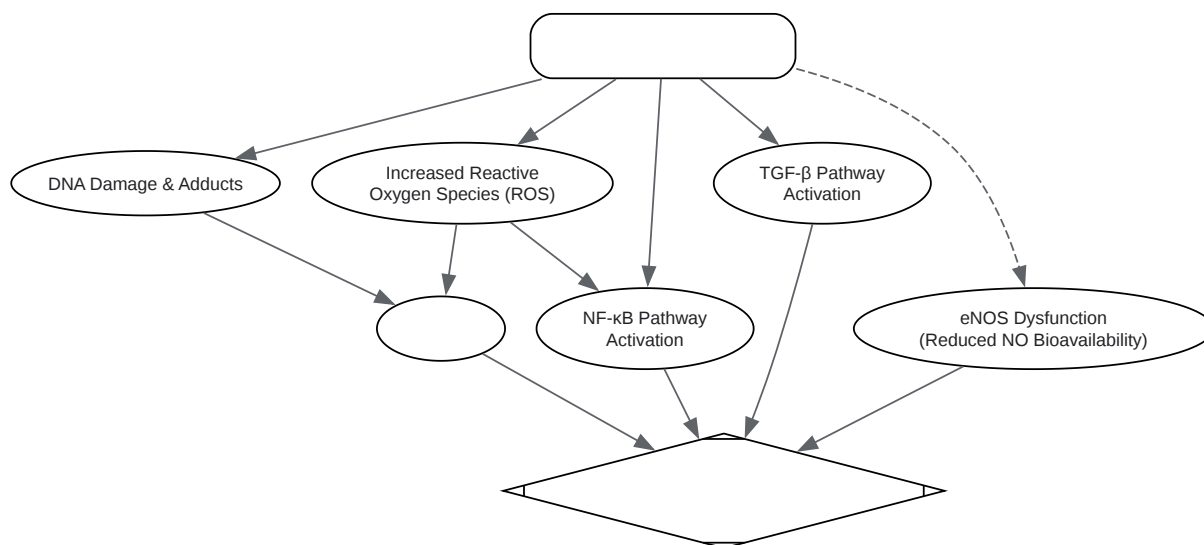 DNA Damage & Adducts
Increased Reactive
Oxygen Species (ROS)
TGF-β Pathway
Activation
NF-κB Pathway
Activation
eNOS Dysfunction
(Reduced NO Bioavailability)